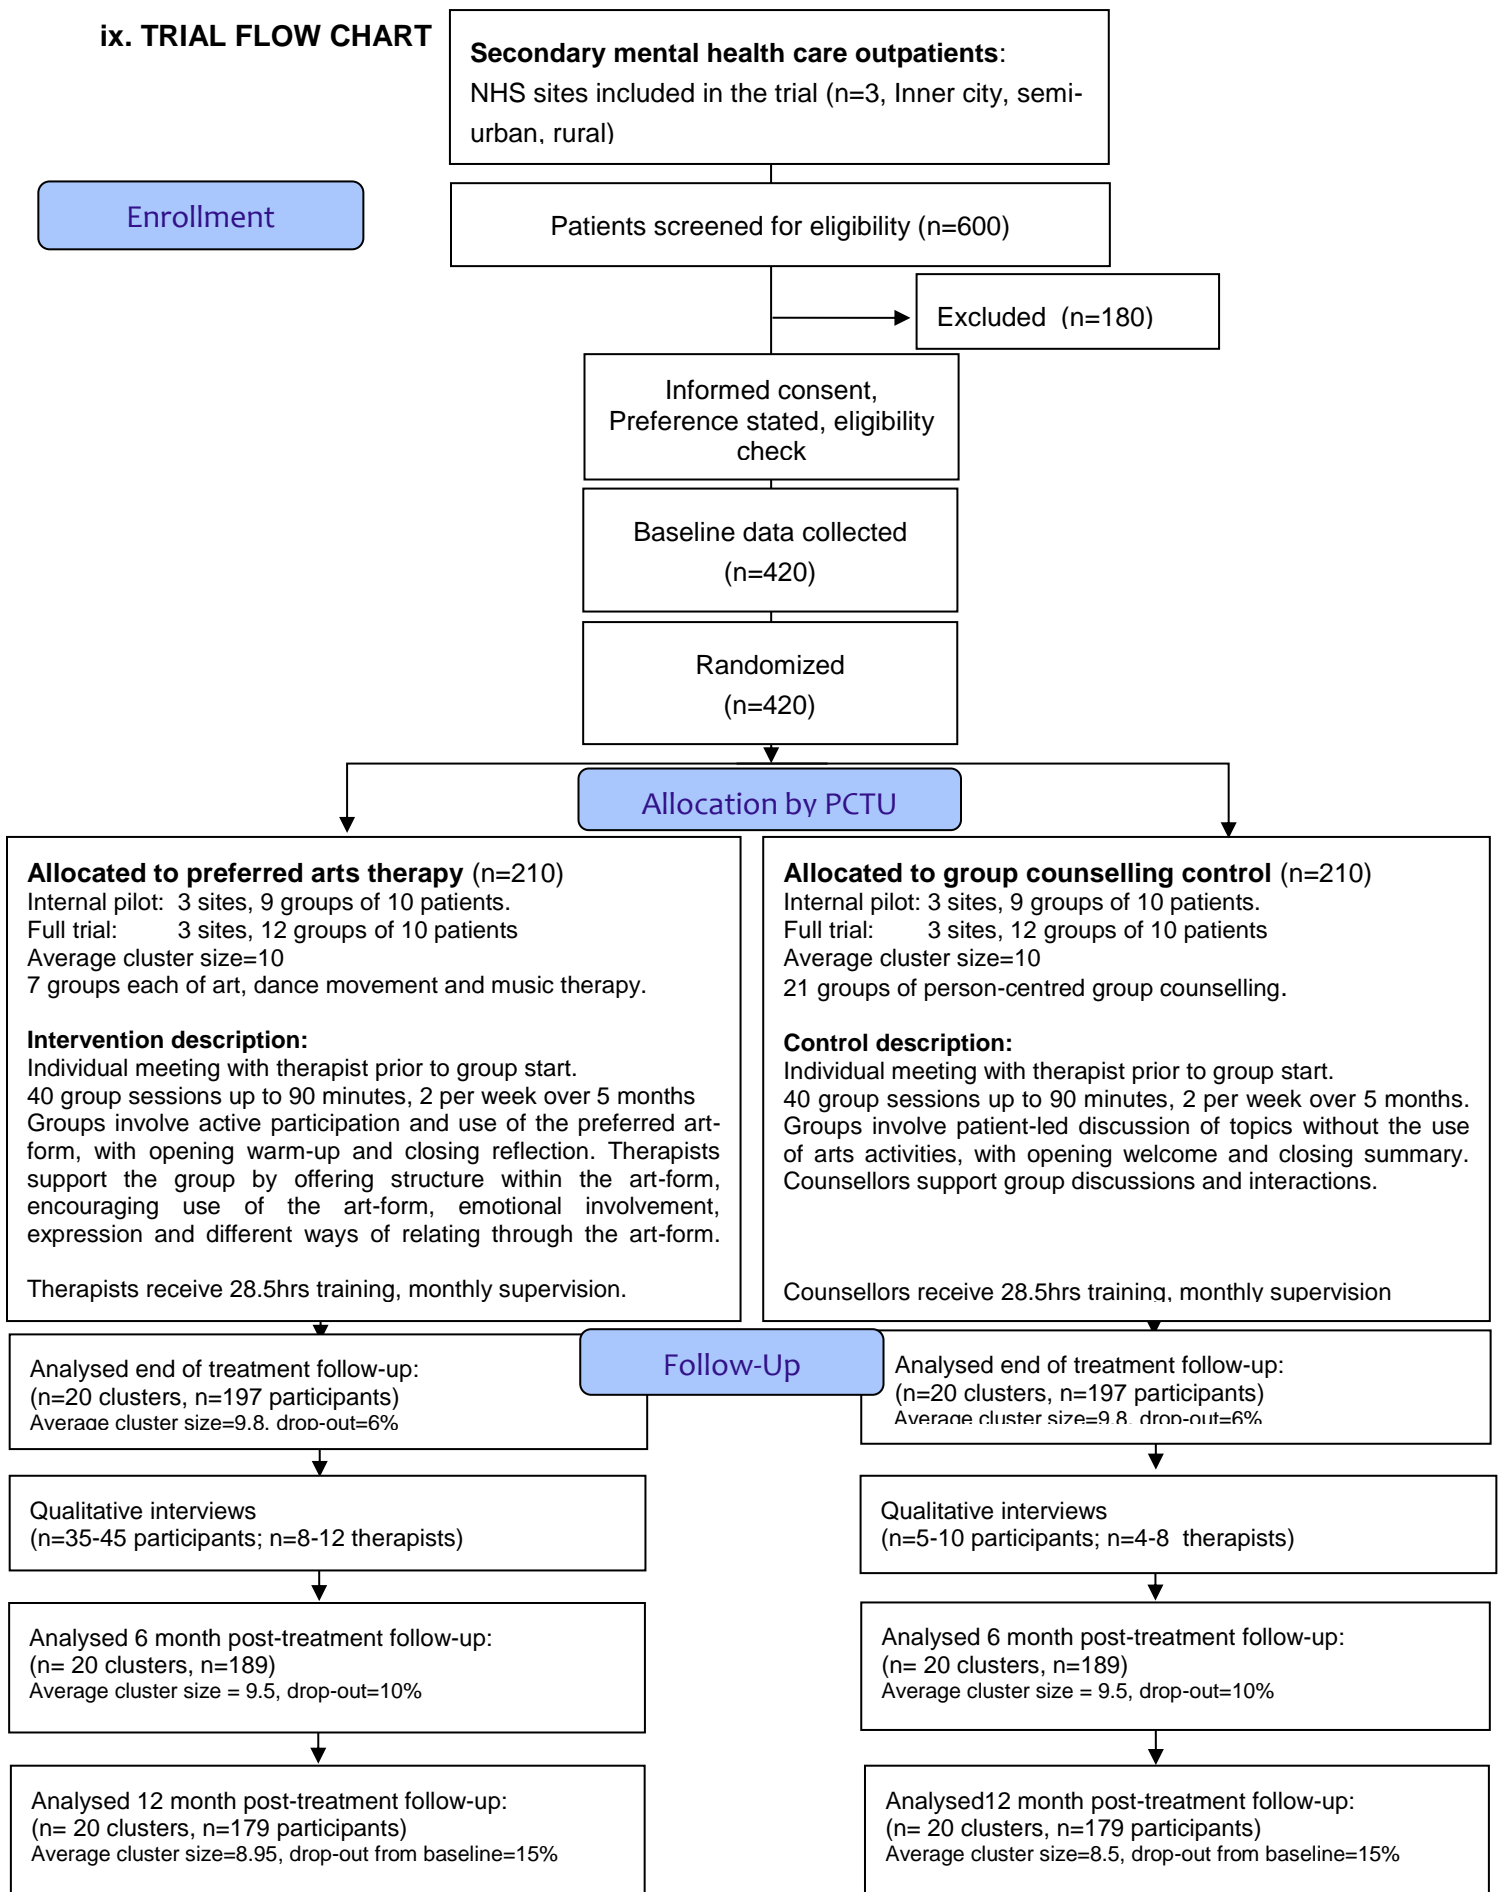 ix. TRIAL FLOW CHART
Secondary mental health care outpatients:
NHS sites included in the trial (n=3, Inner city, semi-
urban, rural)
Enrollment
Patients screened for eligibility (n=600)
Excluded (n=180)
Informed consent,
Preference stated, eligibility
check
Baseline data collected
(n=420)
Randomized
(n=420)
Allocation by PCTU
Allocated to preferred arts therapy (n=210)
Internal pilot: 3 sites, 9 groups of 10 patients.
Full trial: 3 sites, 12 groups of 10 patients
Average cluster size=10
7 groups each of art, dance movement and music therapy.
Intervention description:
Individual meeting with therapist prior to group start.
40 group sessions up to 90 minutes, 2 per week over 5 months
Groups involve active participation and use of the preferred art-
form, with opening warm-up and closing reflection. Therapists
support the group by offering structure within the art-form,
encouraging use of the art-form, emotional involvement,
expression and different ways of relating through the art-form.
Therapists receive 28.5hrs training, monthly supervision.
Allocated to group counselling control (n=210)
Internal pilot: 3 sites, 9 groups of 10 patients.
Full trial: 3 sites, 12 groups of 10 patients
Average cluster size=10
21 groups of person-centred group counselling.
Control description:
Individual meeting with therapist prior to group start.
40 group sessions up to 90 minutes, 2 per week over 5 months.
Groups involve patient-led discussion of topics without the use
of arts activities, with opening welcome and closing summary.
Counsellors support group discussions and interactions.
Counsellors receive 28.5hrs training, monthly supervision
Follow-Up
Analysed end of treatment follow-up:
(n=20 clusters, n=197 participants)
Average cluster size=9.8, drop-out=6%
Analysed end of treatment follow-up:
(n=20 clusters, n=197 participants)
Average cluster size=9.8, drop-out=6%
Qualitative interviews
(n=35-45 participants; n=8-12 therapists)
Qualitative interviews
(n=5-10 participants; n=4-8 therapists)
Analysed 6 month post-treatment follow-up:
(n= 20 clusters, n=189)
Average cluster size = 9.5, drop-out=10%
Analysed 6 month post-treatment follow-up:
(n= 20 clusters, n=189)
Average cluster size = 9.5, drop-out=10%
Analysed 12 month post-treatment follow-up:
(n= 20 clusters, n=179 participants)
Average cluster size=8.95, drop-out from baseline=15%
Analysed12 month post-treatment follow-up:
(n= 20 clusters, n=179 participants)
Average cluster size=8.5, drop-out from baseline=15%